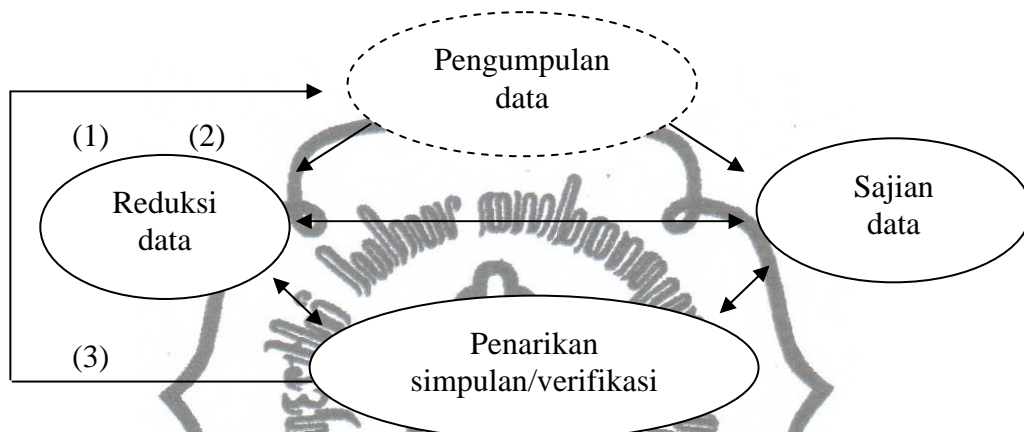 Pengumpulan
data
(1) (2)
Reduksi
data
Sajian
data
(3)
Penarikan
simpulan/verifikasi